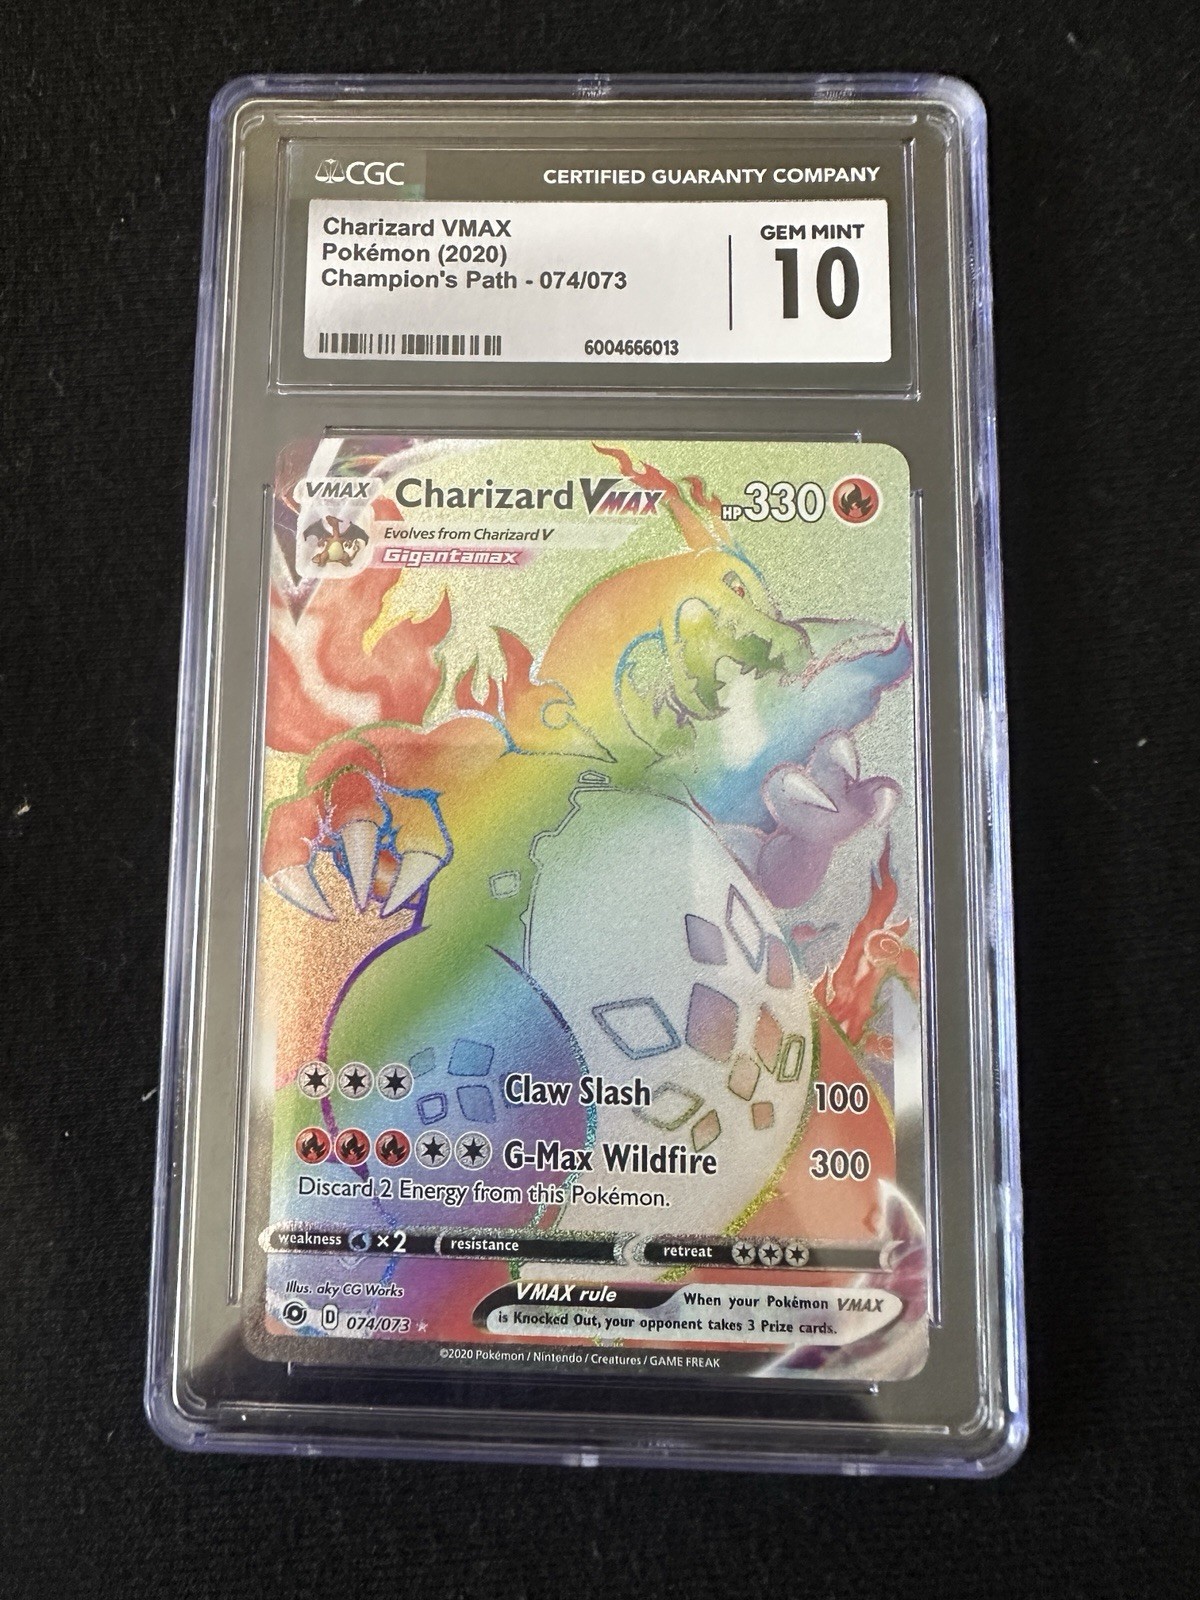 CGC CERTIFIED GUARANTY COMPANY
Charizard VMAX
Pokémon (2020)
Champion's Path - 074/073
GEM MINT
10
6004666013
VMAX Charizard VMAX HP330
Evolves from Charizard V
Gigantamax
Claw Slash 100
G-Max Wildfire 300
Discard 2 Energy from this Pokémon.
weakness ×2 resistance retreat
Illus. aky CG Works
VMAX rule When your Pokémon VMAX
is Knocked Out, your opponent takes 3 Prize cards.
D 074/073
©2020 Pokémon / Nintendo / Creatures / GAME FREAK